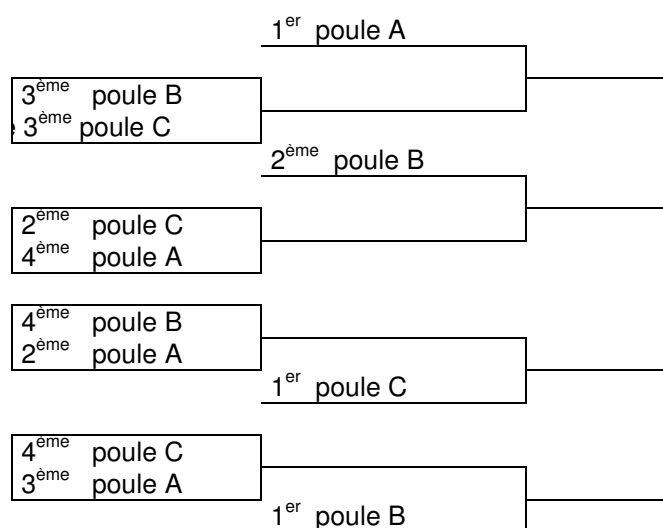 1er poule A
3ème poule B
3ème poule C
2ème poule B
2ème poule C
4ème poule A
4ème poule B
2ème poule A
1er poule C
4ème poule C
3ème poule A
1er poule B